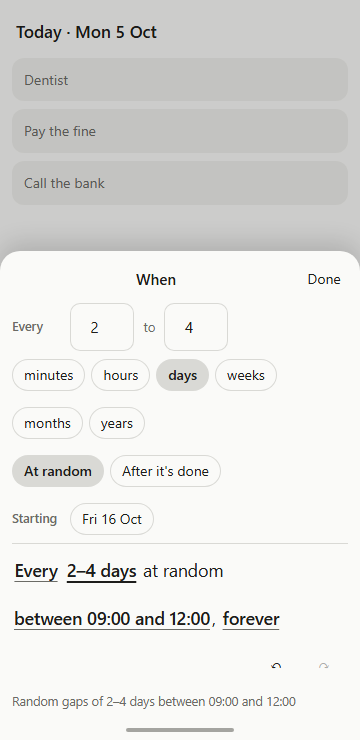 Today · Mon 5 Oct
Dentist
Pay the fine
Call the bank
When Done
Every 2 to 4
minutes hours days weeks
months years
At random After it's done
Starting Fri 16 Oct
Every 2–4 days at random
between 09:00 and 12:00, forever
Random gaps of 2–4 days between 09:00 and 12:00